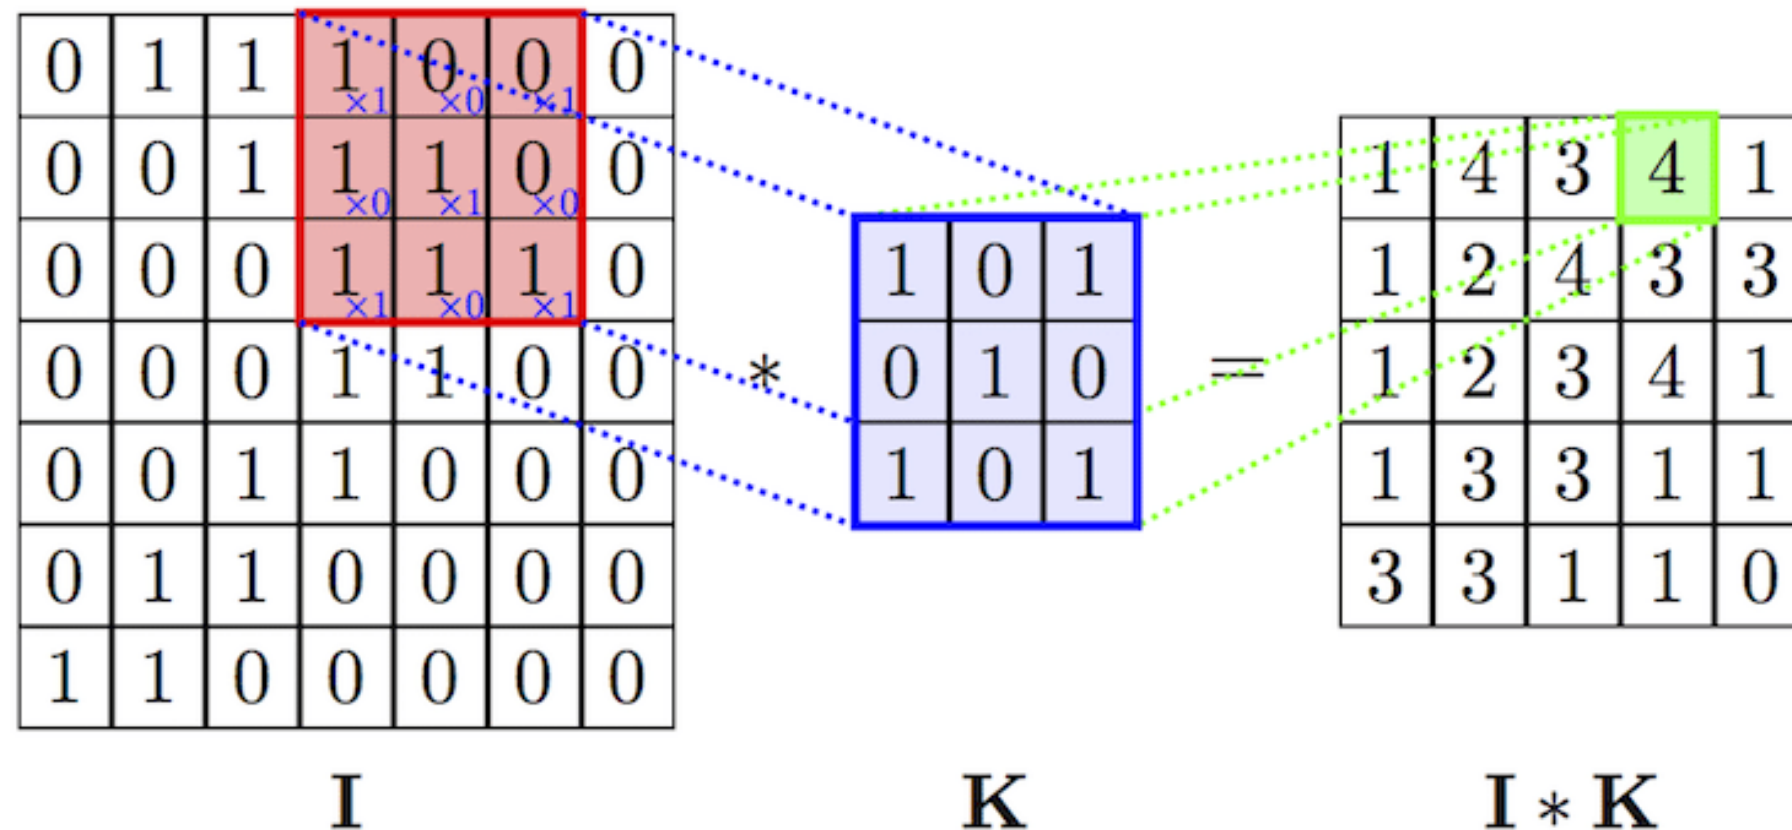 0 1 1 1 0 0 0
×1 ×0 ×1
0 0 1 1 1 0 0
×0 ×1 ×0
0 0 0 1 1 1 0
×1 ×0 ×1
0 0 0 1 1 0 0
0 0 1 1 0 0 0
0 1 1 0 0 0 0
1 1 0 0 0 0 0
I
*
1 0 1
0 1 0
1 0 1
K
=
1 4 3 4 1
1 2 4 3 3
1 2 3 4 1
1 3 3 1 1
3 3 1 1 0
I * K